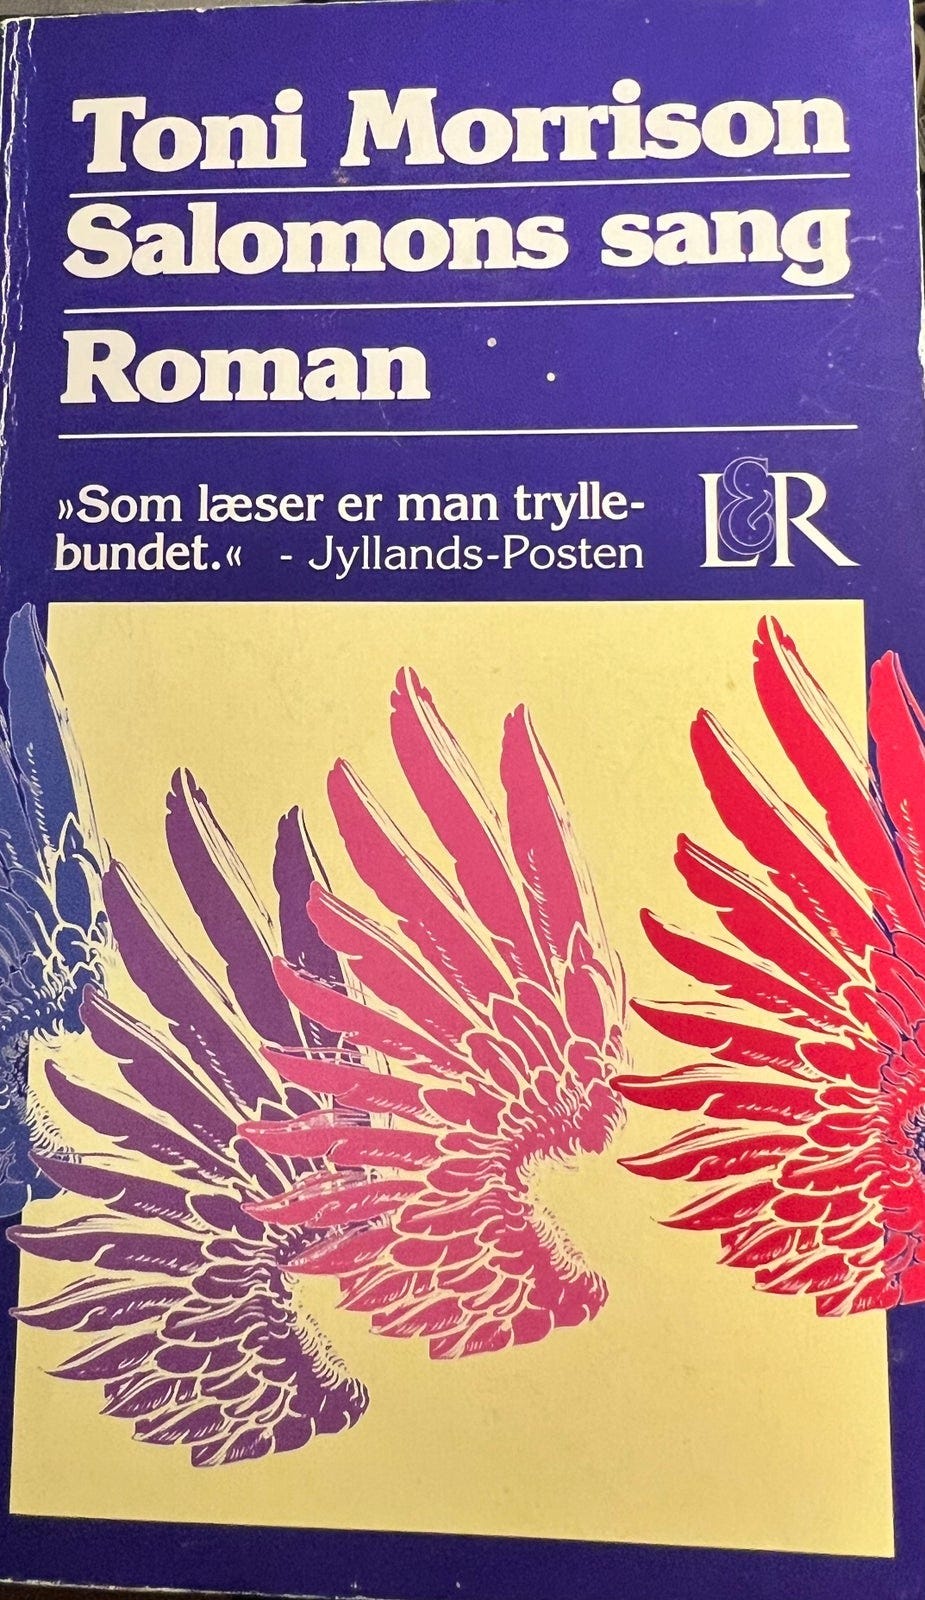 Toni Morrison
Salomons sang
Roman
»Som læser er man trylle-
bundet.« - Jyllands-Posten
L&R